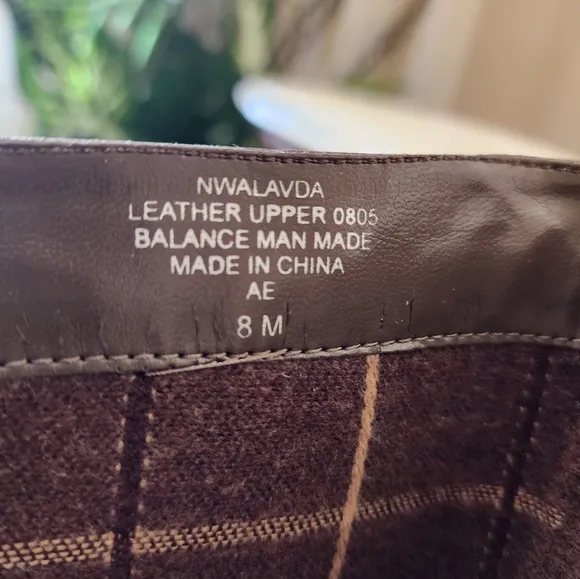 NWALAVDA
LEATHER UPPER 0805
BALANCE MAN MADE
MADE IN CHINA
AE
8 M